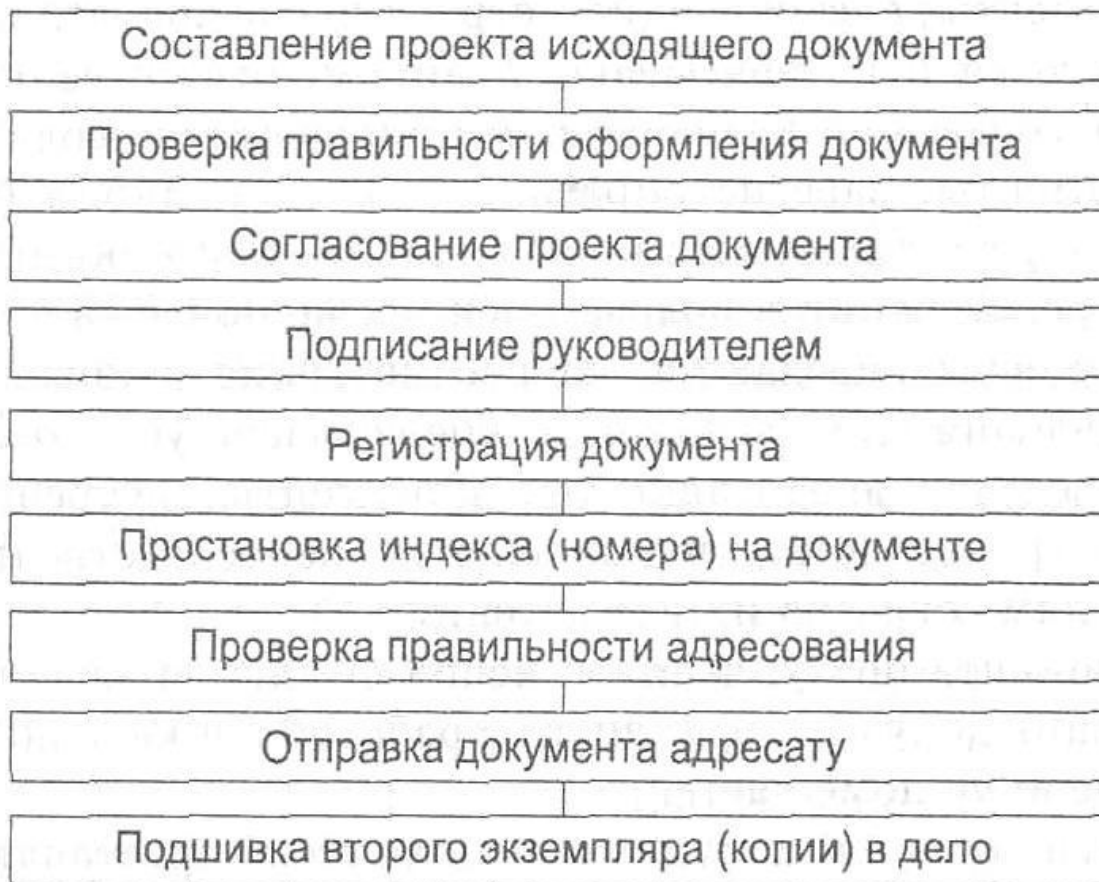 Составление проекта исходящего документа
Проверка правильности оформления документа
Согласование проекта документа
Подписание руководителем
Регистрация документа
Простановка индекса (номера) на документе
Проверка правильности адресования
Отправка документа адресату
Подшивка второго экземпляра (копии) в дело